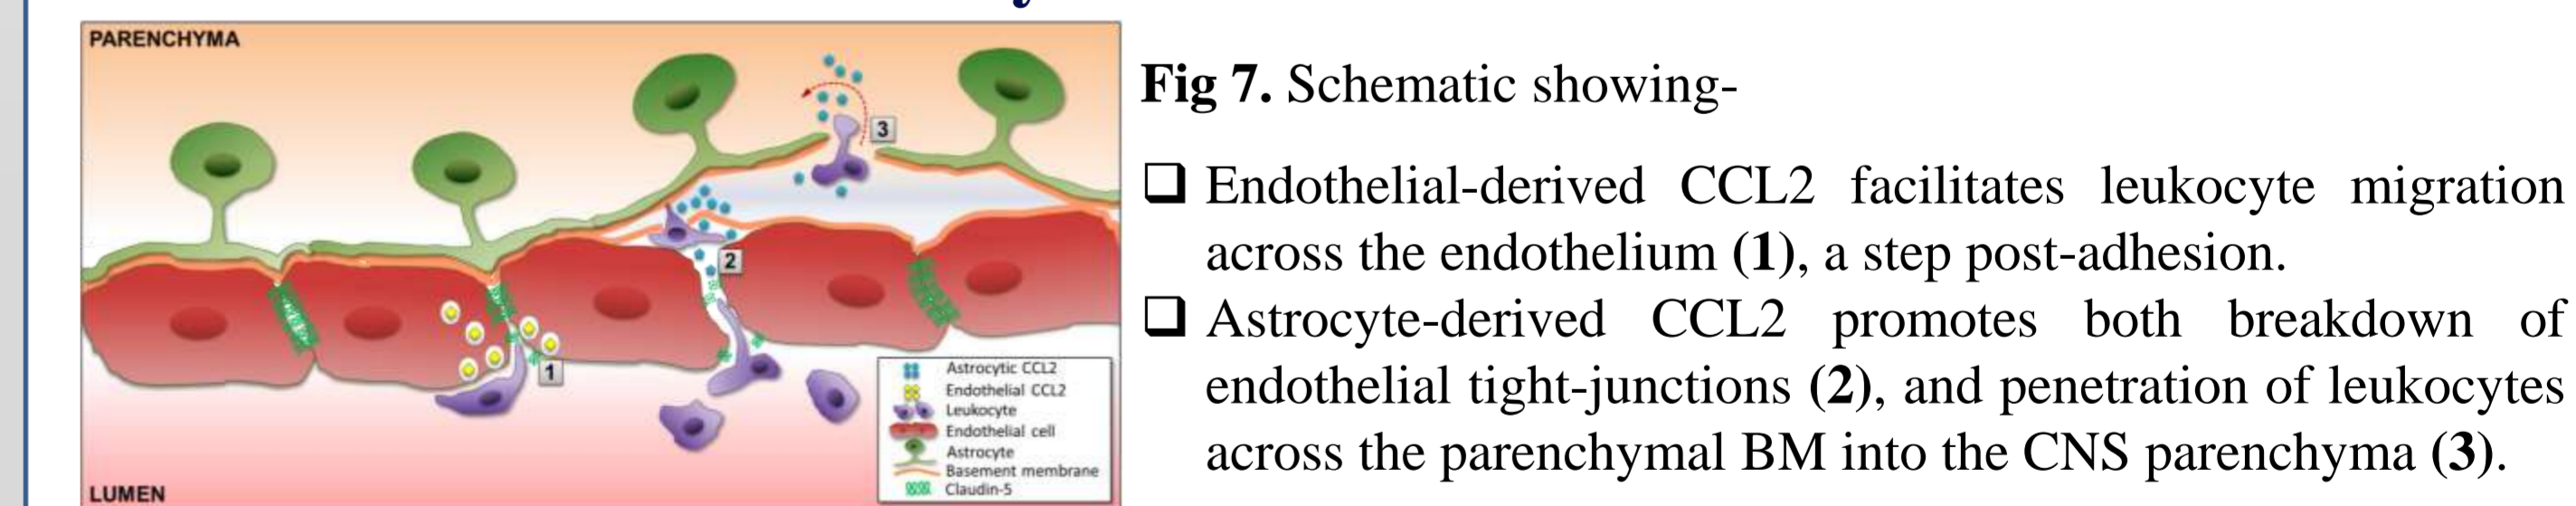 PARENCHYMA
3
2
1
Astrocytic CCL2
Endothelial CCL2
Leukocyte
Endothelial cell
Astrocyte
Basement membrane
Claudin-5
LUMEN
Fig 7. Schematic showing-
❑ Endothelial-derived CCL2 facilitates leukocyte migration
across the endothelium (1), a step post-adhesion.
❑ Astrocyte-derived CCL2 promotes both breakdown of
endothelial tight-junctions (2), and penetration of leukocytes
across the parenchymal BM into the CNS parenchyma (3).